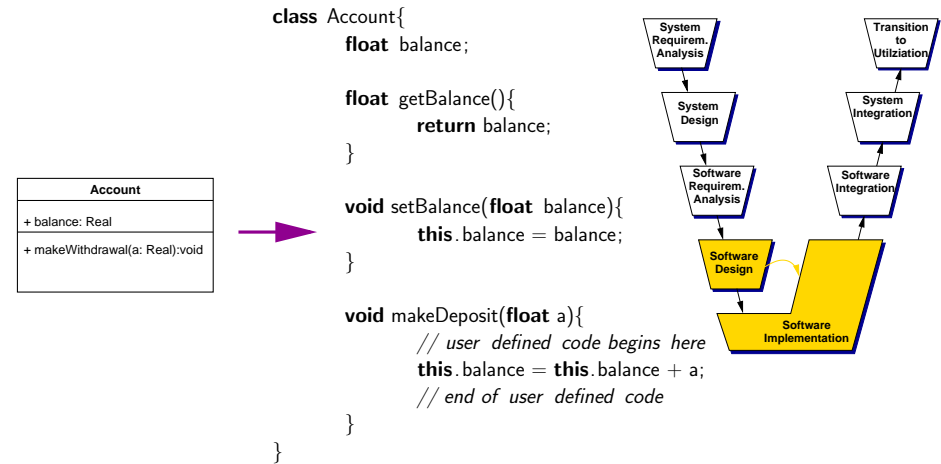 Account
+ balance: Real
+ makeWithdrawal(a: Real):void
class Account{
float balance;
float getBalance(){
return balance;
}
void setBalance(float balance){
this.balance = balance;
}
void makeDeposit(float a){
// user defined code begins here
this.balance = this.balance + a;
// end of user defined code
}
}
System
Requirem.
Analysis
System
Design
Software
Requirem.
Analysis
Software
Design
Software
Implementation
Software
Integration
System
Integration
Transition
to
Utilziation